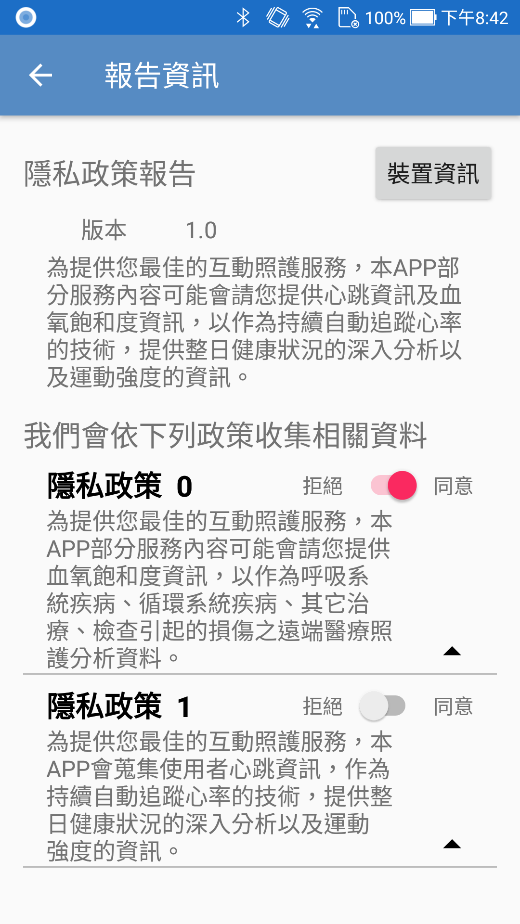 100% 下午8:42
報告資訊
隱私政策報告 裝置資訊
版本 1.0
為提供您最佳的互動照護服務，本APP部
分服務內容可能會請您提供心跳資訊及血
氧飽和度資訊，以作為持續自動追蹤心率
的技術，提供整日健康狀況的深入分析以
及運動強度的資訊。
我們會依下列政策收集相關資料
隱私政策 0 拒絕 同意
為提供您最佳的互動照護服務，本
APP部分服務內容可能會請您提供
血氧飽和度資訊，以作為呼吸系
統疾病、循環系統疾病、其它治
療、檢查引起的損傷之遠端醫療照
護分析資料。
隱私政策 1 拒絕 同意
為提供您最佳的互動照護服務，本
APP會蒐集使用者心跳資訊，作為
持續自動追蹤心率的技術，提供整
日健康狀況的深入分析以及運動
強度的資訊。